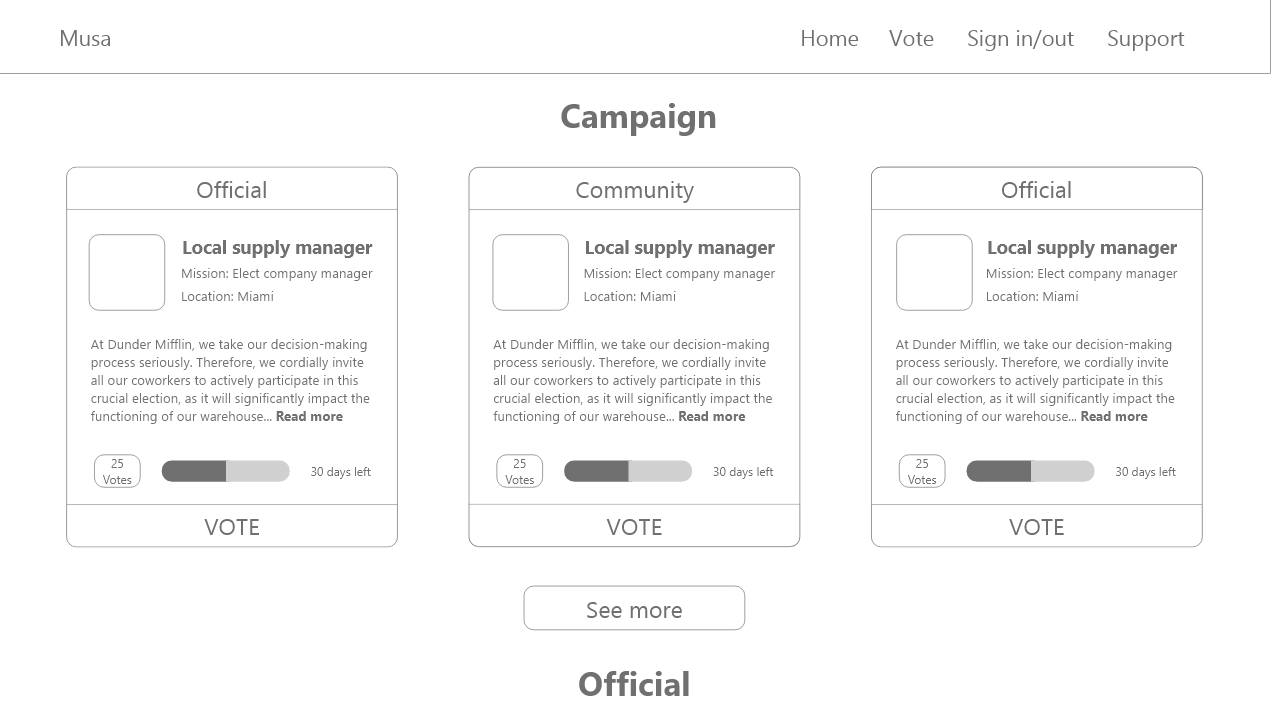 Musa
Home Vote Sign in/out Support
Campaign
Official
Local supply manager
Mission: Elect company manager
Location: Miami
At Dunder Mifflin, we take our decision-making
process seriously. Therefore, we cordially invite
all our coworkers to actively participate in this
crucial election, as it will significantly impact the
functioning of our warehouse... Read more
25
Votes
30 days left
VOTE
Community
Local supply manager
Mission: Elect company manager
Location: Miami
At Dunder Mifflin, we take our decision-making
process seriously. Therefore, we cordially invite
all our coworkers to actively participate in this
crucial election, as it will significantly impact the
functioning of our warehouse... Read more
25
Votes
30 days left
VOTE
Official
Local supply manager
Mission: Elect company manager
Location: Miami
At Dunder Mifflin, we take our decision-making
process seriously. Therefore, we cordially invite
all our coworkers to actively participate in this
crucial election, as it will significantly impact the
functioning of our warehouse... Read more
25
Votes
30 days left
VOTE
See more
Official